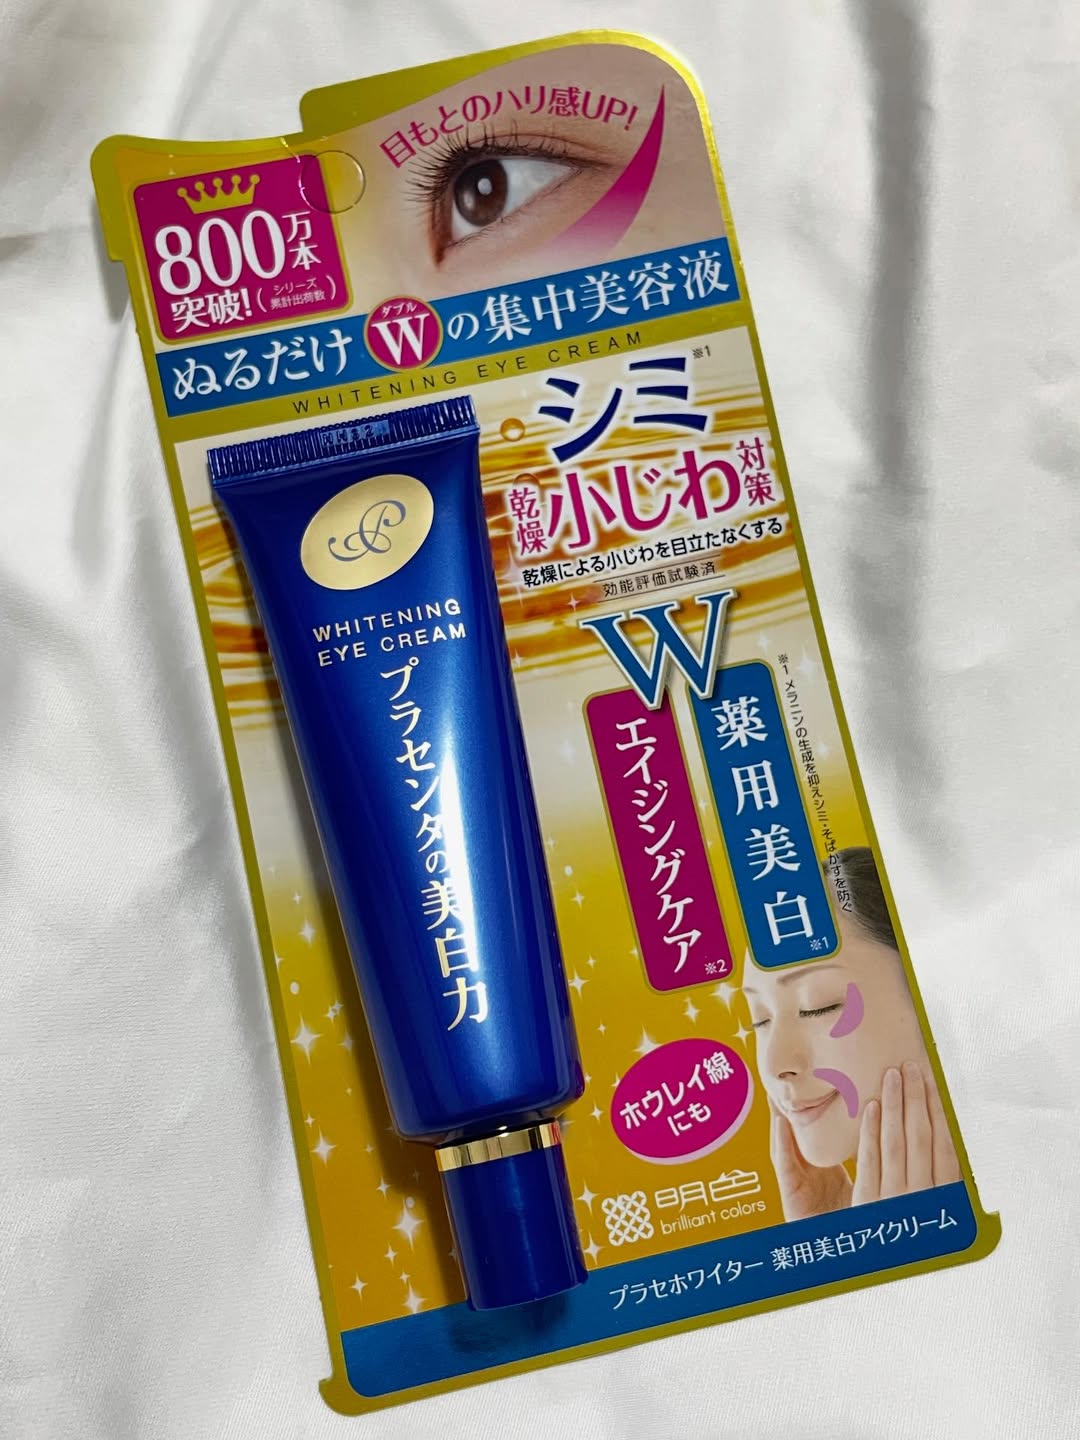 目もとのハリ感UP!
800万本
突破!(シリーズ累計出荷数)
ぬるだけWダブルの集中美容液
WHITENING EYE CREAM
シミ※1
乾燥小じわ対策
乾燥による小じわを目立たなくする
効能評価試験済
W
薬用美白※1
エイジングケア※2
※1 メラニンの生成を抑えシミ・そばかすを防ぐ
WHITENING
EYE CREAM
プラセンタの美白力
ホウレイ線
にも
明色
brilliant colors
プラセホワイター 薬用美白アイクリーム